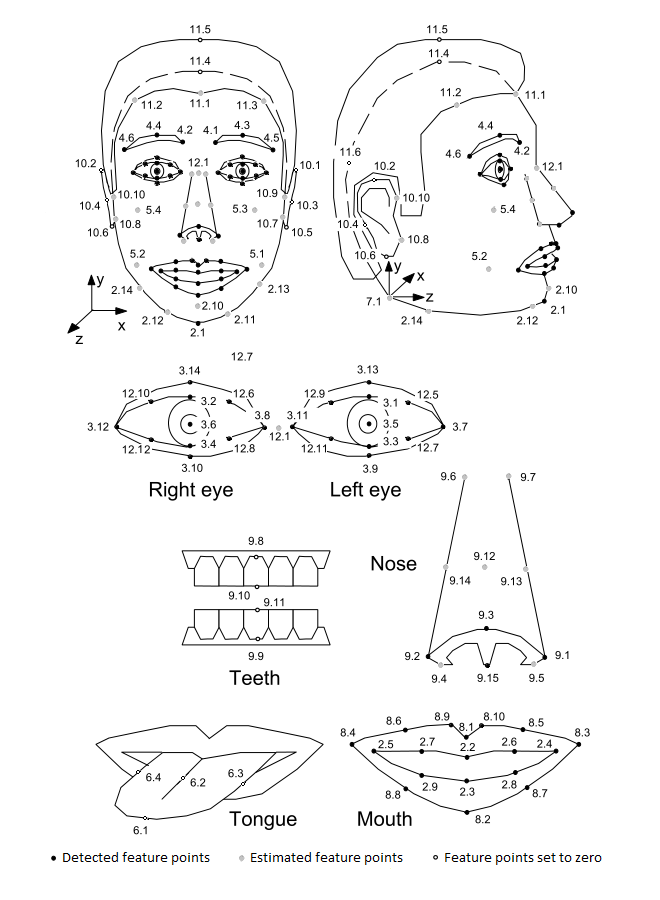 11.5 11.5
11.4 11.4
11.2 11.1 11.3 11.2 11.1
4.4 4.3 4.4
4.6 4.2 4.1 4.5 4.6 4.2
11.6
10.2 12.1 10.1 10.2 12.1
10.10 10.9 10.10
10.4 5.4 5.3 10.3 5.4
10.6 10.8 10.7 10.5 10.4 10.8
5.2 5.1 10.6 5.2
y y x
2.14 2.13 7.1 z 2.10
z x 2.12 2.10 2.11 2.1 2.14 2.12 2.1
12.7
3.14 3.13
12.10 12.6 12.9 12.5
3.2 3.1
3.12 3.6 3.8 3.11 3.5 3.7
12.1
12.12 3.4 12.8 12.11 3.3 12.7
3.10 3.9
Right eye Left eye
9.6 9.7
9.8
9.12
Nose
9.14 9.13
9.10 9.11
9.3
9.9 9.2 9.1
Teeth 9.4 9.15 9.5
8.6 8.9 8.1 8.10 8.5
8.4 8.3
2.5 2.7 2.2 2.6 2.4
6.4 6.2 6.3
2.9 2.3 2.8
8.8 8.7
6.1 Tongue Mouth 8.2
Detected feature points Estimated feature points Feature points set to zero